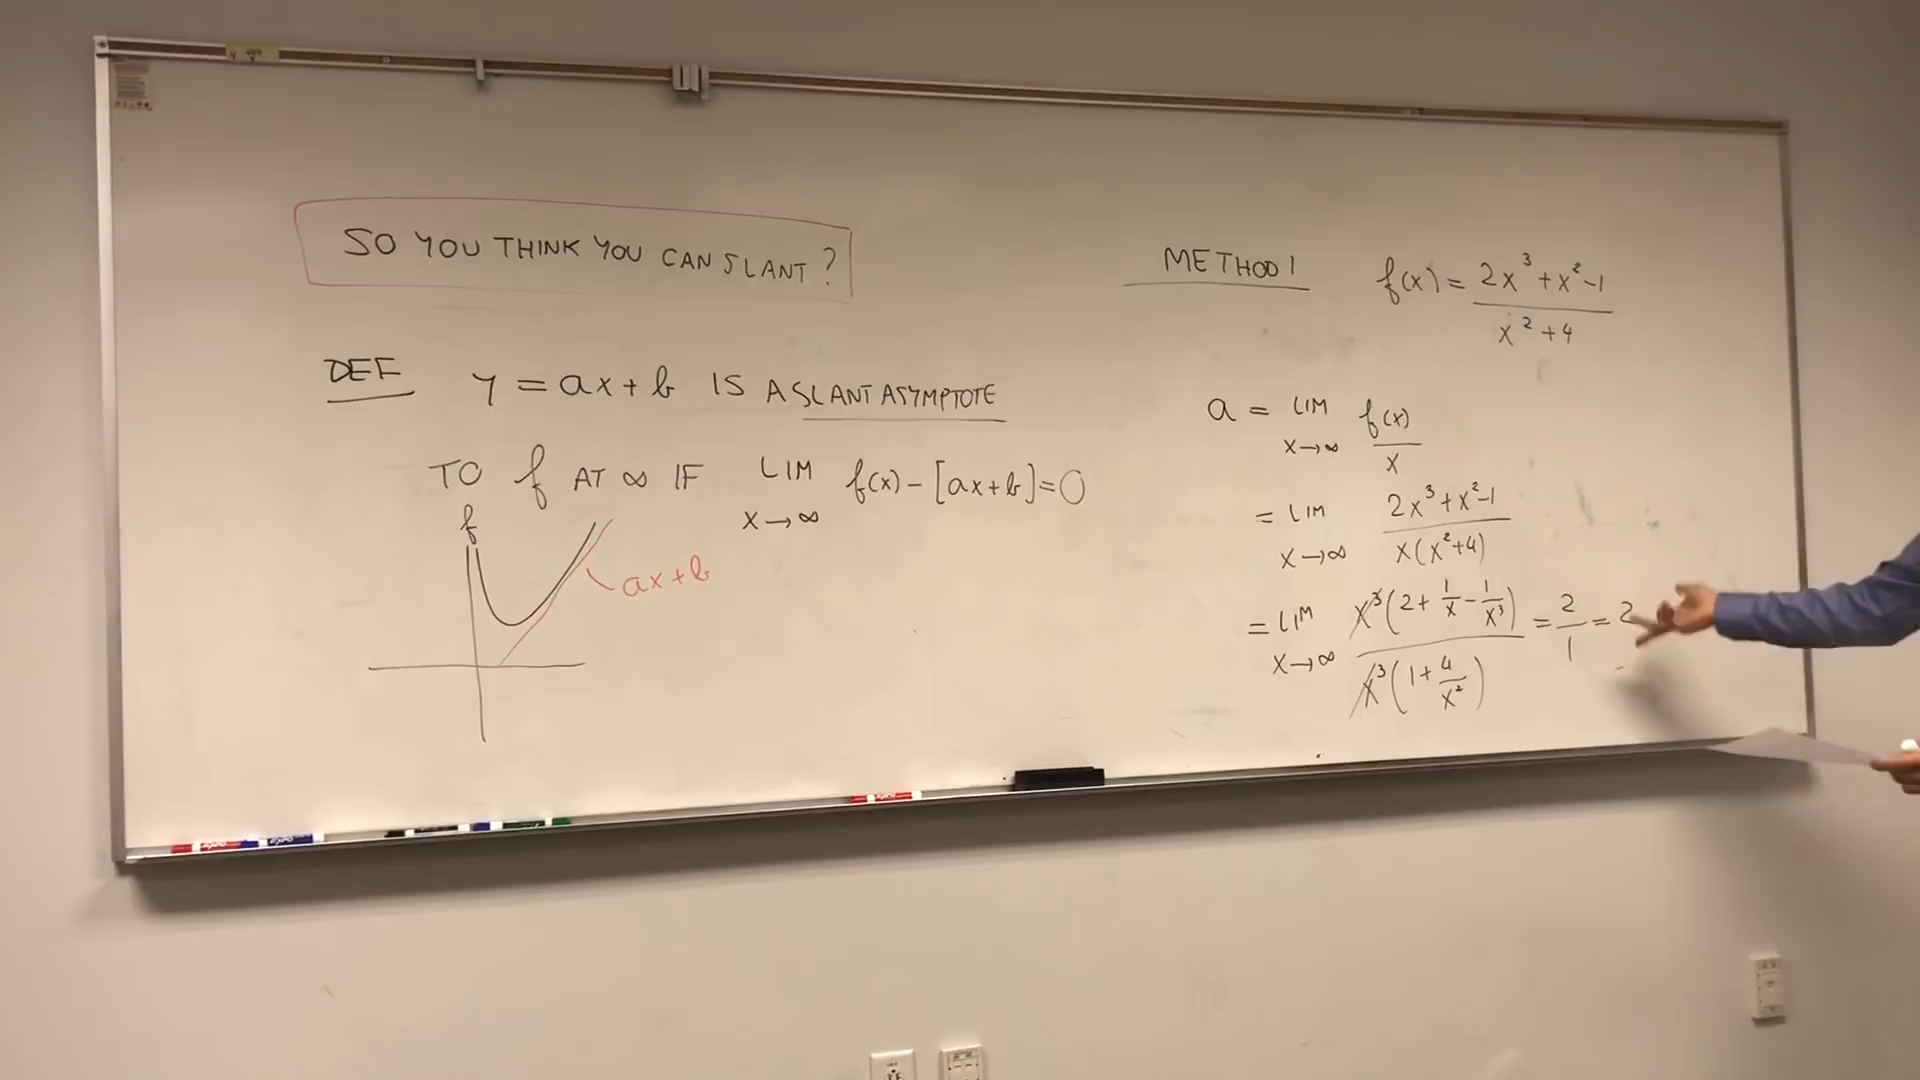 SO YOU THINK YOU CAN SLANT?
DEF y = ax + b IS A SLANT ASYMPTOTE
TO f AT ∞ IF LIM x→∞ f(x) - [ax+b] = 0
f
ax+b
METHOD 1 f(x) = (2x³+x²-1)/(x²+4)
a = LIM x→∞ f(x)/x
= LIM x→∞ (2x³+x²-1)/(x(x²+4))
= LIM x→∞ x³(2+1/x-1/x³)/(x³(1+4/x²)) = 2/1 = 2